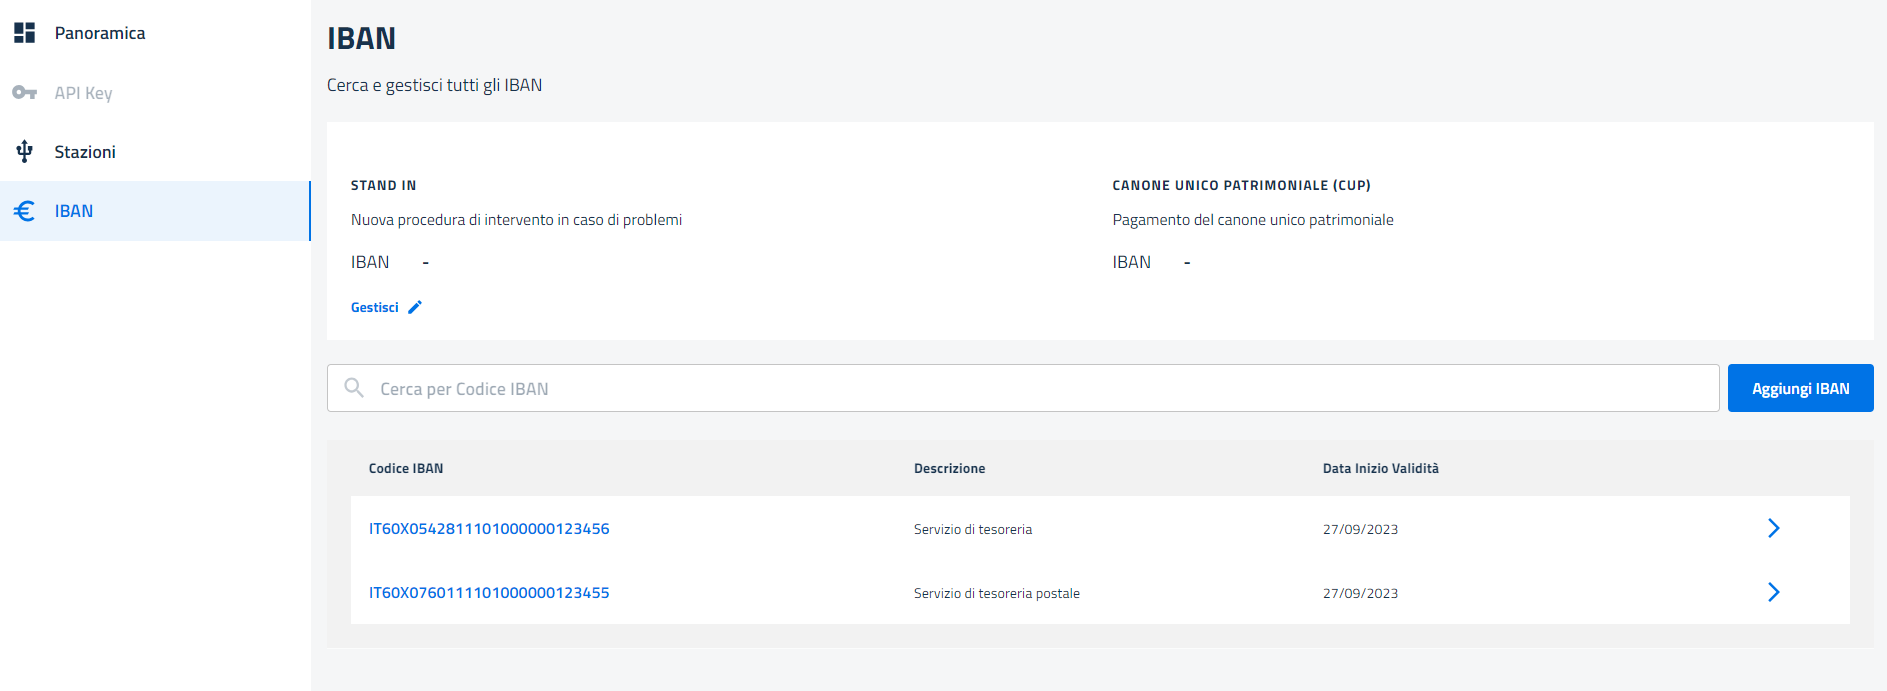 Panoramica
API Key
Stazioni
IBAN
IBAN
Cerca e gestisci tutti gli IBAN
STAND IN
Nuova procedura di intervento in caso di problemi
IBAN -
Gestisci
CANONE UNICO PATRIMONIALE (CUP)
Pagamento del canone unico patrimoniale
IBAN -
Cerca per Codice IBAN
Aggiungi IBAN
Codice IBAN Descrizione Data Inizio Validità
IT60X0542811101000000123456 Servizio di tesoreria 27/09/2023
IT60X0760111101000000123455 Servizio di tesoreria postale 27/09/2023